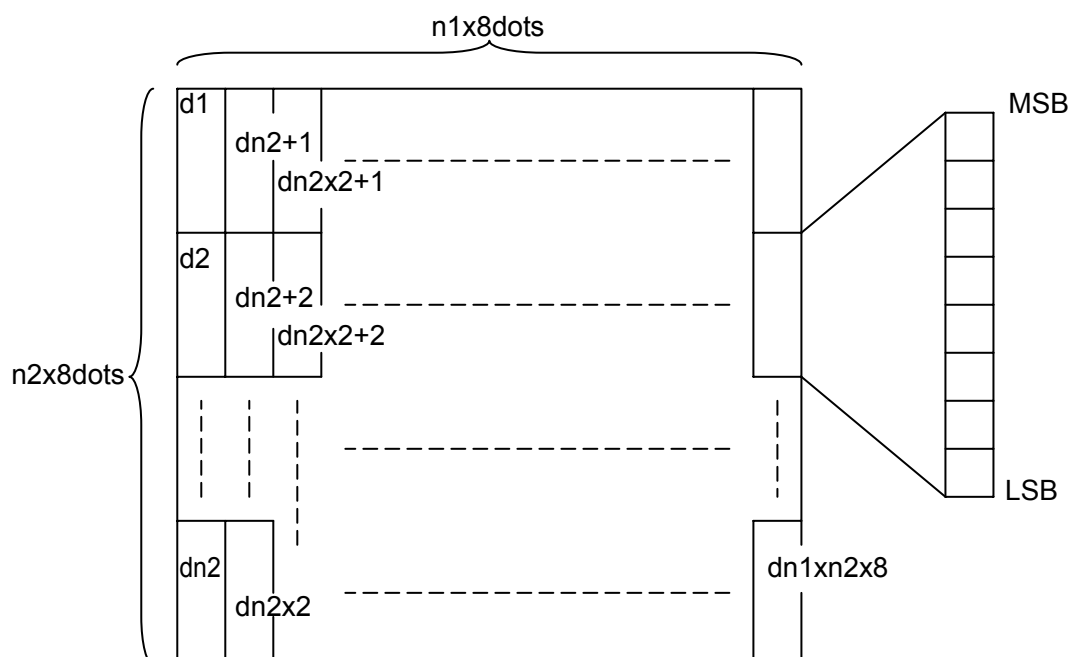 n1x8dots
d1
MSB
dn2+1
dn2x2+1
d2
dn2+2
dn2x2+2
n2x8dots
LSB
dn2
dn1xn2x8
dn2x2